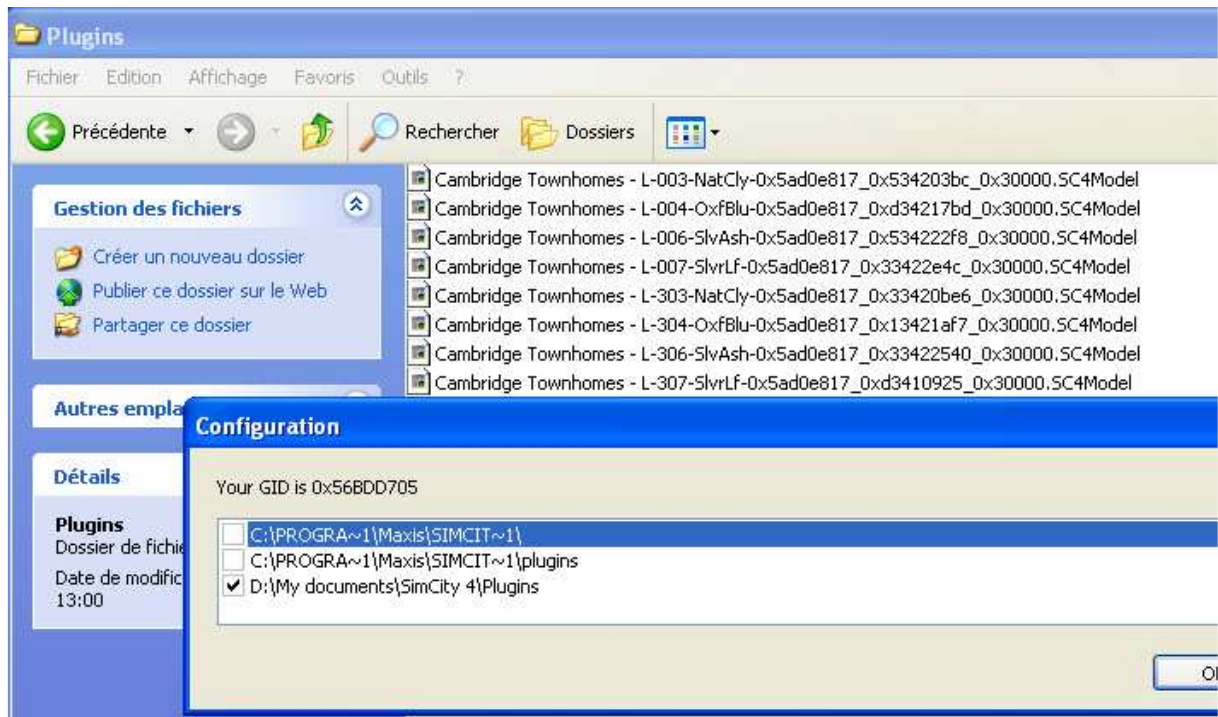 Plugins
Fichier Edition Affichage Favoris Outils ?
Précédente Rechercher Dossiers
Gestion des fichiers
Créer un nouveau dossier
Publier ce dossier sur le Web
Partager ce dossier
Cambridge Townhomes - L-003-NatCly-0x5ad0e817_0x534203bc_0x30000.SC4Model
Cambridge Townhomes - L-004-OxfBlu-0x5ad0e817_0xd34217bd_0x30000.SC4Model
Cambridge Townhomes - L-006-SlvAsh-0x5ad0e817_0x534222f8_0x30000.SC4Model
Cambridge Townhomes - L-007-SlvrLf-0x5ad0e817_0x33422e4c_0x30000.SC4Model
Cambridge Townhomes - L-303-NatCly-0x5ad0e817_0x33420be6_0x30000.SC4Model
Cambridge Townhomes - L-304-OxfBlu-0x5ad0e817_0x13421af7_0x30000.SC4Model
Cambridge Townhomes - L-306-SlvAsh-0x5ad0e817_0x33422540_0x30000.SC4Model
Cambridge Townhomes - L-307-SlvrLf-0x5ad0e817_0xd3410925_0x30000.SC4Model
Autres empla
Détails
Plugins
Dossier de fichie
Date de modific
13:00
Configuration
Your GID is 0x56BDD705
C:\PROGRA~1\Maxis\SIMCIT~1\
C:\PROGRA~1\Maxis\SIMCIT~1\plugins
D:\My documents\SimCity 4\Plugins